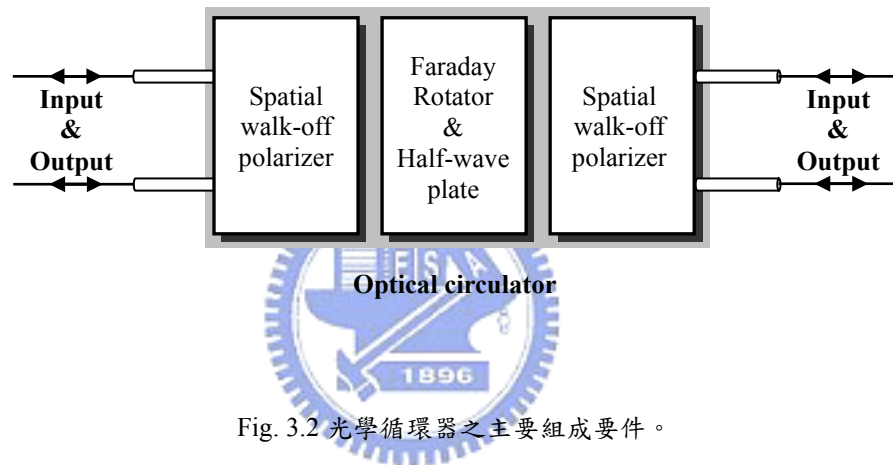 Input
&
Output
Spatial
walk-off
polarizer
Faraday
Rotator
&
Half-wave
plate
Spatial
walk-off
polarizer
Input
&
Output
Optical circulator
E S A
1896
Fig. 3.2 光學循環器之主要組成要件。